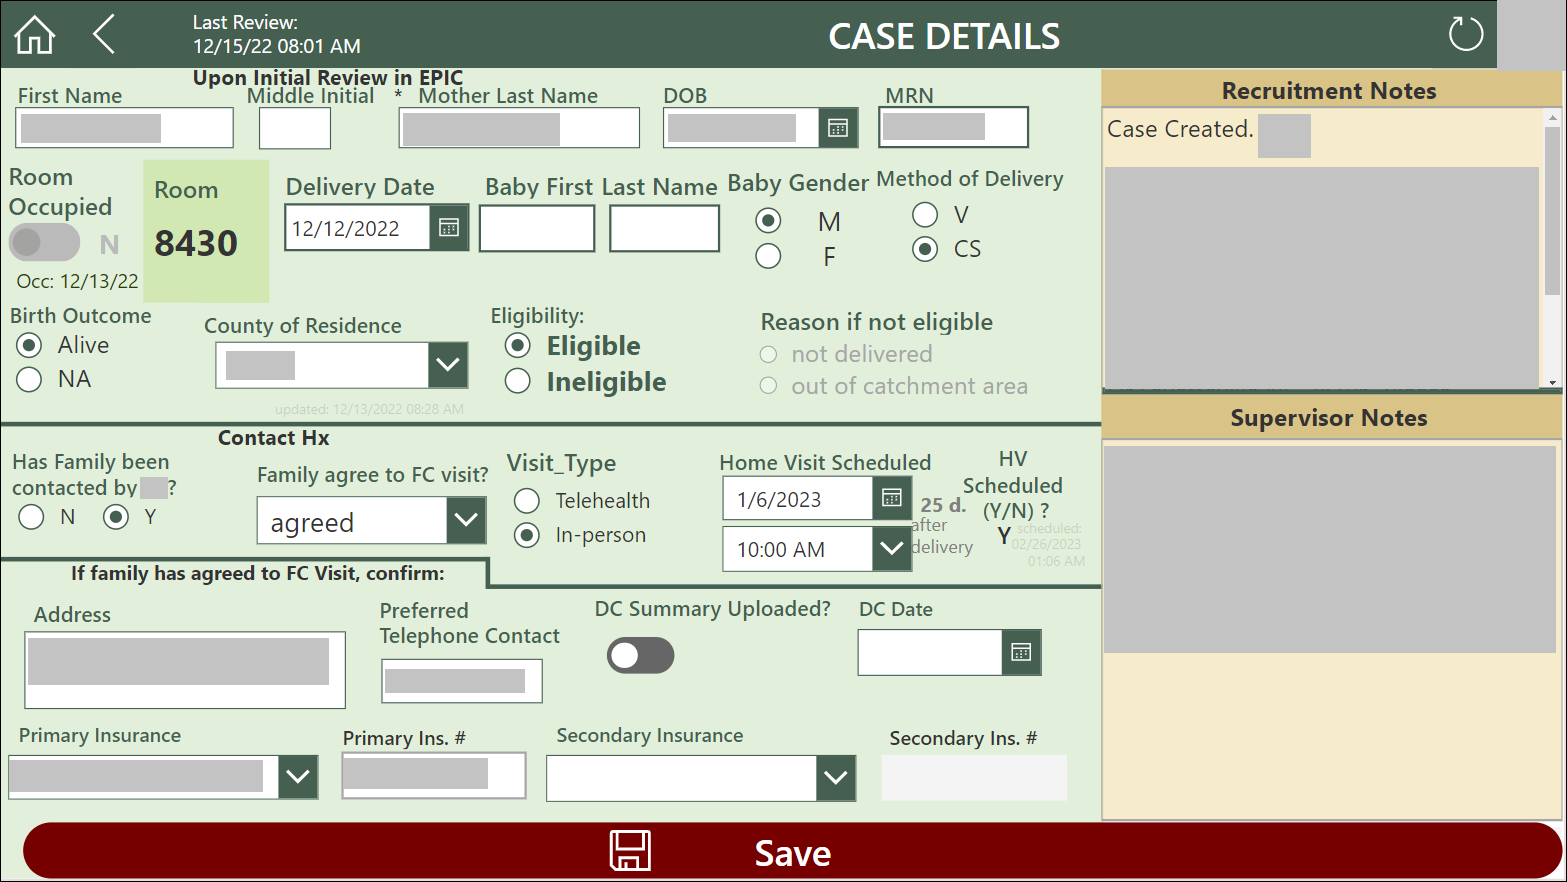 Last Review:
12/15/22 08:01 AM
CASE DETAILS
Upon Initial Review in EPIC
First Name
Middle Initial
* Mother Last Name
DOB
MRN
Room
Occupied
N
Occ: 12/13/22
Room
8430
Delivery Date
12/12/2022
Baby First
Last Name
Baby Gender
M
F
Method of Delivery
V
CS
Birth Outcome
Alive
NA
County of Residence
updated: 12/13/2022 08:28 AM
Eligibility:
Eligible
Ineligible
Reason if not eligible
not delivered
out of catchment area
Contact Hx
Has Family been
contacted by ?
N Y
Family agree to FC visit?
agreed
Visit_Type
Telehealth
In-person
Home Visit Scheduled
1/6/2023
10:00 AM
25 d.
after
delivery
HV
Scheduled
(Y/N) ?
Y
scheduled:
02/26/2023
01:06 AM
If family has agreed to FC Visit, confirm:
Address
Preferred
Telephone Contact
DC Summary Uploaded?
DC Date
Primary Insurance
Primary Ins. #
Secondary Insurance
Secondary Ins. #
Recruitment Notes
Case Created.
Supervisor Notes
Save